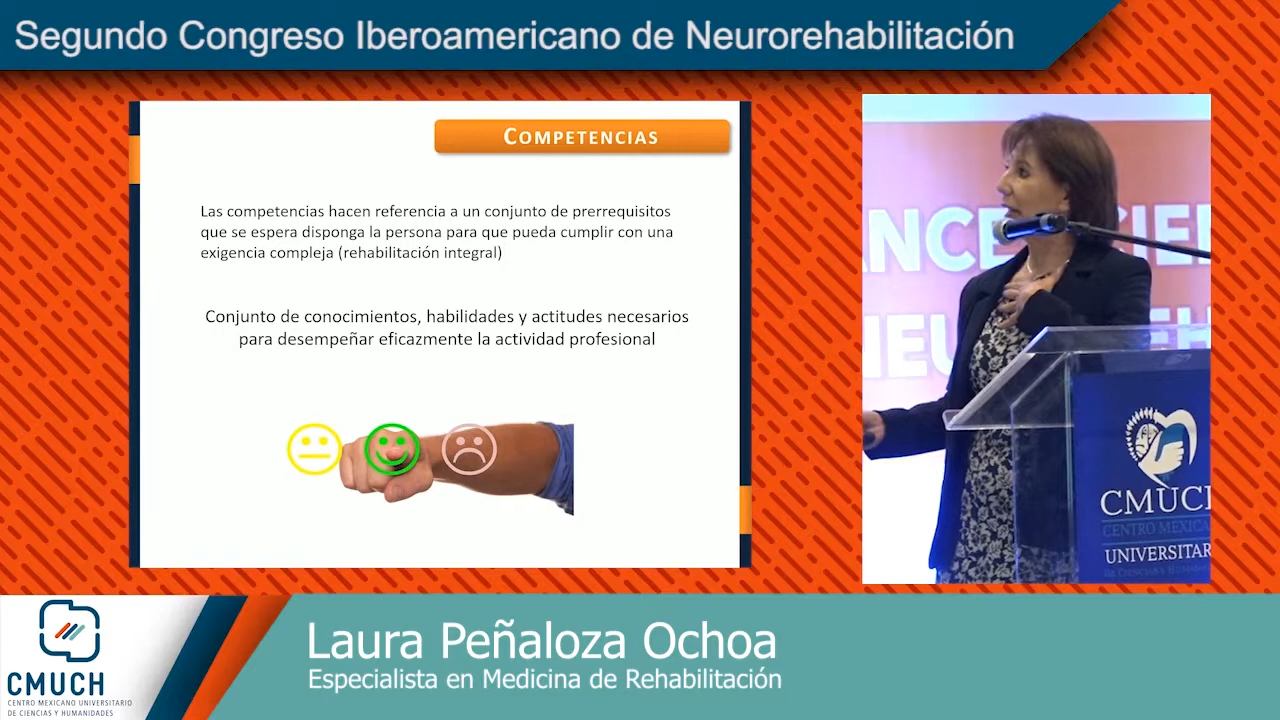 Segundo Congreso Iberoamericano de Neurorehabilitación
COMPETENCIAS
Las competencias hacen referencia a un conjunto de prerrequisitos
que se espera disponga la persona para que pueda cumplir con una
exigencia compleja (rehabilitación integral)
Conjunto de conocimientos, habilidades y actitudes necesarios
para desempeñar eficazmente la actividad profesional
CMUCH
CENTRO MEXICANO
UNIVERSITAR
CMUCH
CENTRO MEXICANO UNIVERSITARIO
DE CIENCIAS Y HUMANIDADES
Laura Peñaloza Ochoa
Especialista en Medicina de Rehabilitación